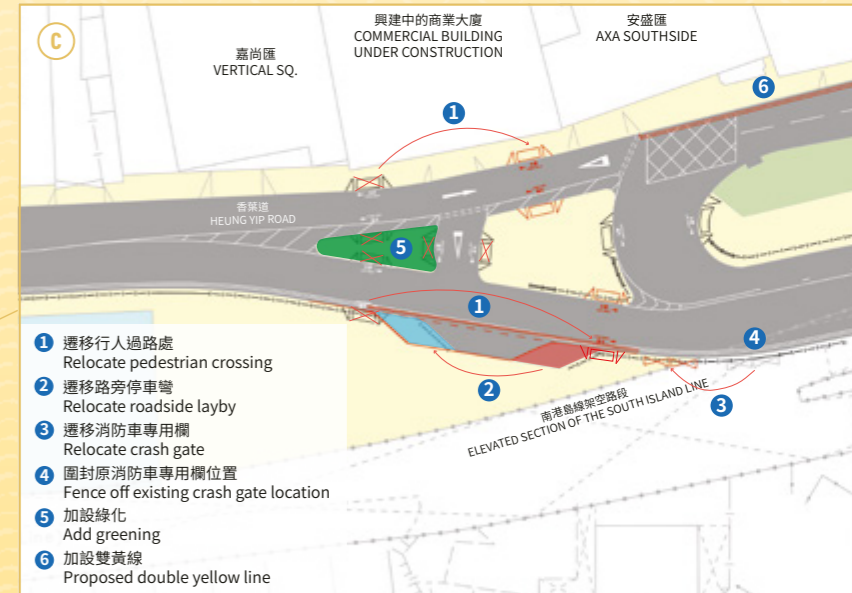 C
嘉尚匯
VERTICAL SQ.
興建中的商業大廈
COMMERCIAL BUILDING
UNDER CONSTRUCTION
安盛匯
AXA SOUTHSIDE
6
1
香葉道
HEUNG YIP ROAD
5
1
4
2
3
南港島線架空路段
ELEVATED SECTION OF THE SOUTH ISLAND LINE
1 遷移行人過路處
Relocate pedestrian crossing
2 遷移路旁停車彎
Relocate roadside layby
3 遷移消防車專用欄
Relocate crash gate
4 圍封原消防車專用欄位置
Fence off existing crash gate location
5 加設綠化
Add greening
6 加設雙黃線
Proposed double yellow line